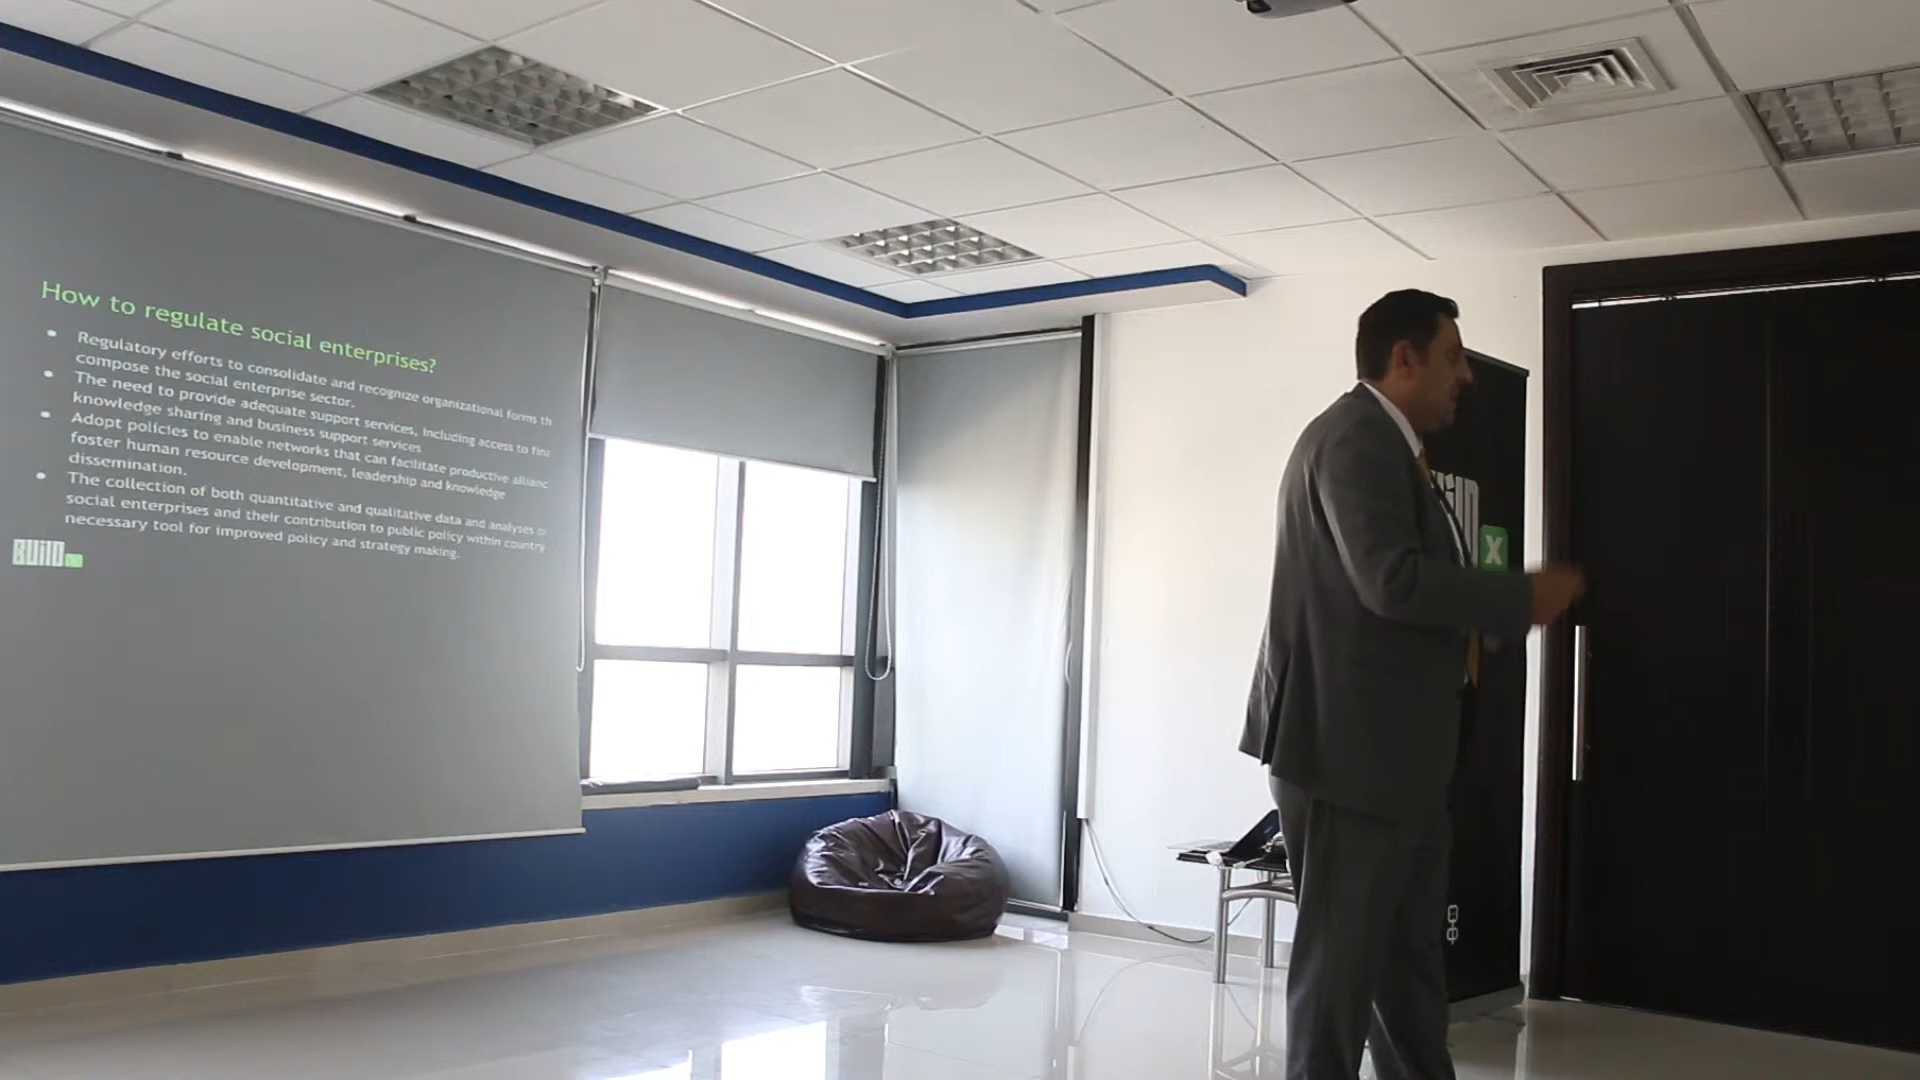 How to regulate social enterprises?
Regulatory efforts to consolidate and recognize organizational forms th
compose the social enterprise sector.
The need to provide adequate support services, including access to fina
knowledge sharing and business support services
Adopt policies to enable networks that can facilitate productive allianc
foster human resource development, leadership and knowledge
dissemination.
The collection of both quantitative and qualitative data and analyses o
social enterprises and their contribution to public policy within country
necessary tool for improved policy and strategy making.
BUilD
x